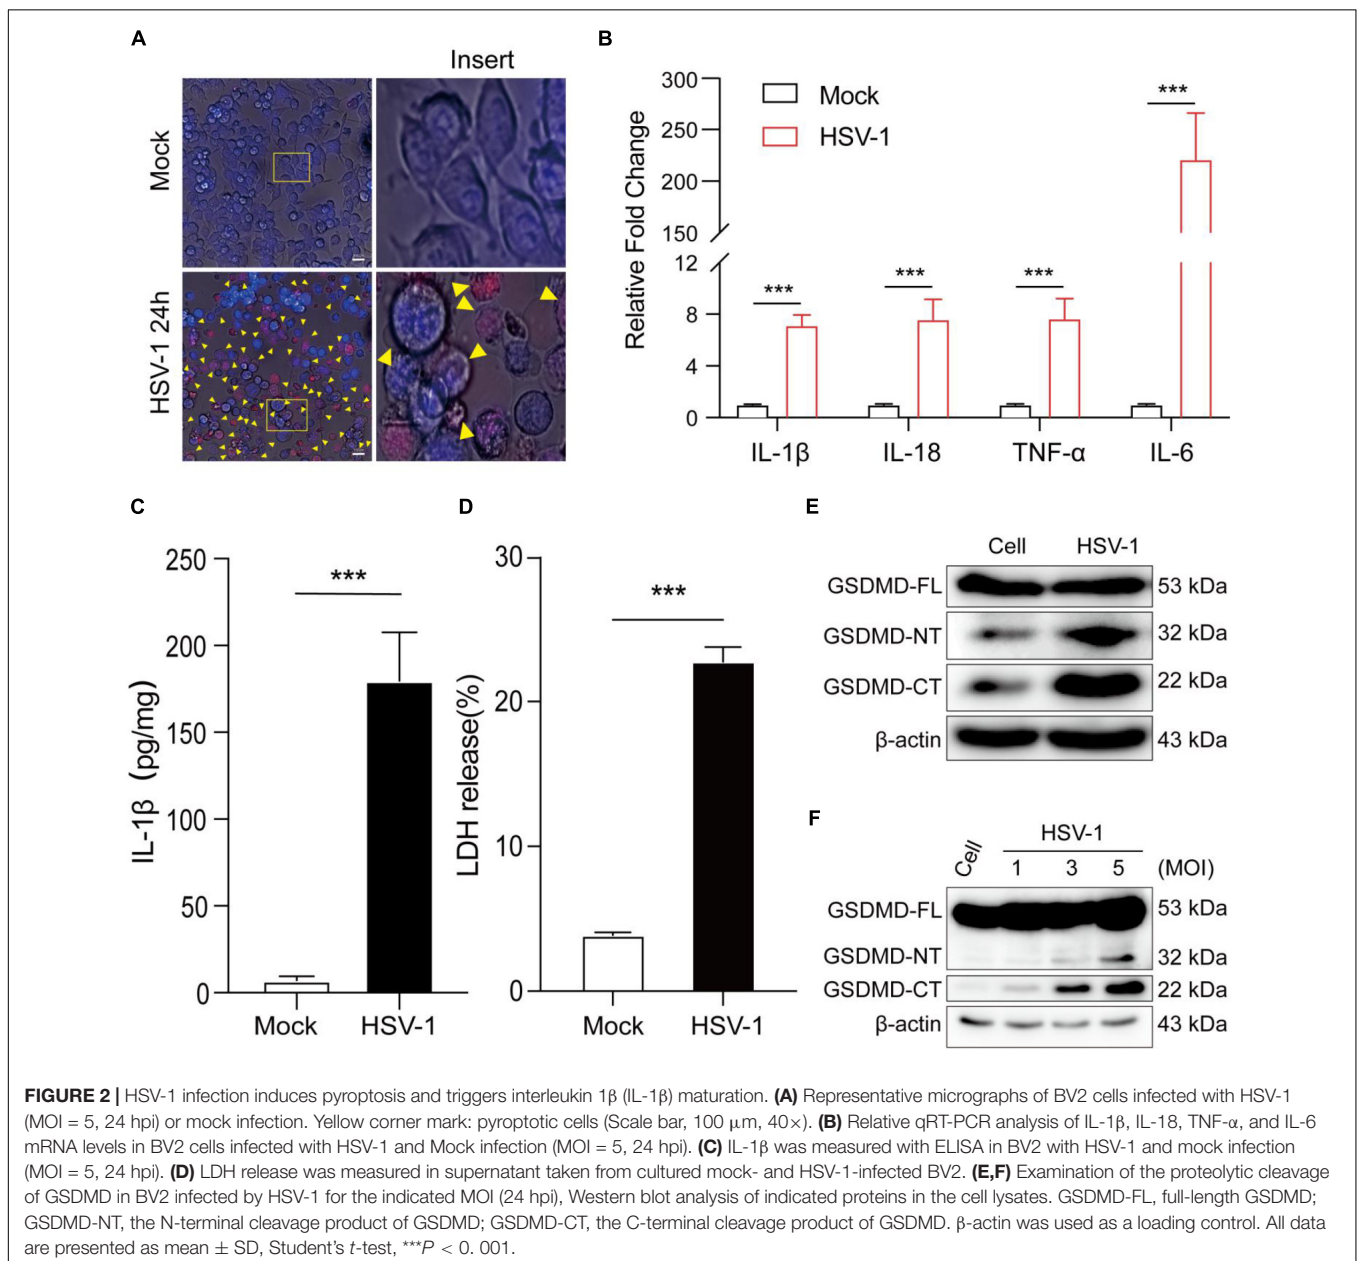 A
Insert
Mock
HSV-1 24h
B
Relative Fold Change
300
250
200
150
12
8
4
0
Mock
HSV-1
***
***
***
***
IL-1β
IL-18
TNF-α
IL-6
C
IL-1β (pg/mg)
250
200
150
100
50
0
***
Mock
HSV-1
D
LDH release(%)
30
20
10
0
***
Mock
HSV-1
E
Cell
HSV-1
GSDMD-FL
53 kDa
GSDMD-NT
32 kDa
GSDMD-CT
22 kDa
β-actin
43 kDa
F
HSV-1
Cell
1
3
5
(MOI)
GSDMD-FL
53 kDa
GSDMD-NT
32 kDa
GSDMD-CT
22 kDa
β-actin
43 kDa
FIGURE 2 | HSV-1 infection induces pyroptosis and triggers interleukin 1β (IL-1β) maturation. (A) Representative micrographs of BV2 cells infected with HSV-1
(MOI = 5, 24 hpi) or mock infection. Yellow corner mark: pyroptotic cells (Scale bar, 100 μm, 40×). (B) Relative qRT-PCR analysis of IL-1β, IL-18, TNF-α, and IL-6
mRNA levels in BV2 cells infected with HSV-1 and Mock infection (MOI = 5, 24 hpi). (C) IL-1β was measured with ELISA in BV2 with HSV-1 and mock infection
(MOI = 5, 24 hpi). (D) LDH release was measured in supernatant taken from cultured mock- and HSV-1-infected BV2. (E,F) Examination of the proteolytic cleavage
of GSDMD in BV2 infected by HSV-1 for the indicated MOI (24 hpi), Western blot analysis of indicated proteins in the cell lysates. GSDMD-FL, full-length GSDMD;
GSDMD-NT, the N-terminal cleavage product of GSDMD; GSDMD-CT, the C-terminal cleavage product of GSDMD. β-actin was used as a loading control. All data
are presented as mean ± SD, Student's t-test, ***P < 0. 001.